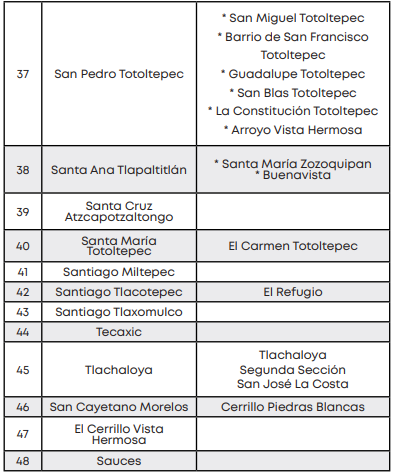 37 San Pedro Totoltepec
* San Miguel Totoltepec
* Barrio de San Francisco
Totoltepec
* Guadalupe Totoltepec
* San Blas Totoltepec
* La Constitución Totoltepec
* Arroyo Vista Hermosa
38 Santa Ana Tlapaltitlán
* Santa María Zozoquipan
* Buenavista
39 Santa Cruz
Atzcapotzaltongo
40 Santa María
Totoltepec
El Carmen Totoltepec
41 Santiago Miltepec
42 Santiago Tlacotepec El Refugio
43 Santiago Tlaxomulco
44 Tecaxic
45 Tlachaloya
Tlachaloya
Segunda Sección
San José La Costa
46 San Cayetano Morelos Cerrillo Piedras Blancas
47 El Cerrillo Vista
Hermosa
48 Sauces